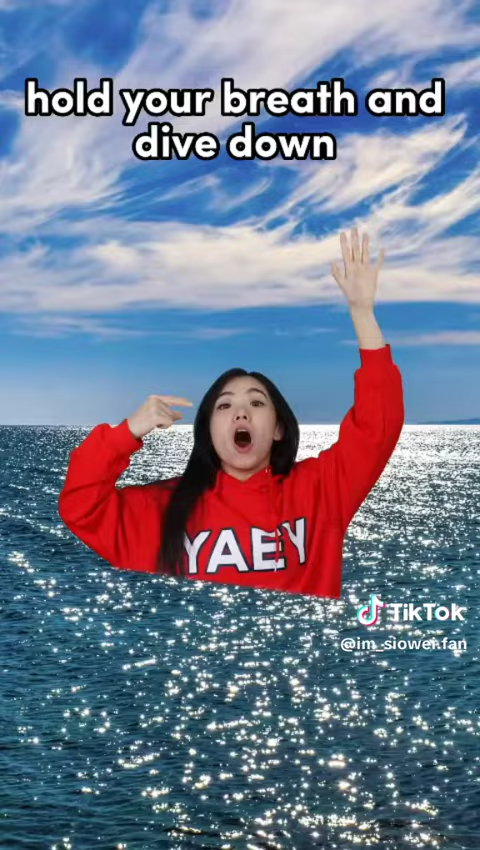 hold your breath and
dive down
YAEY
TikTok
@im_siowei.fan